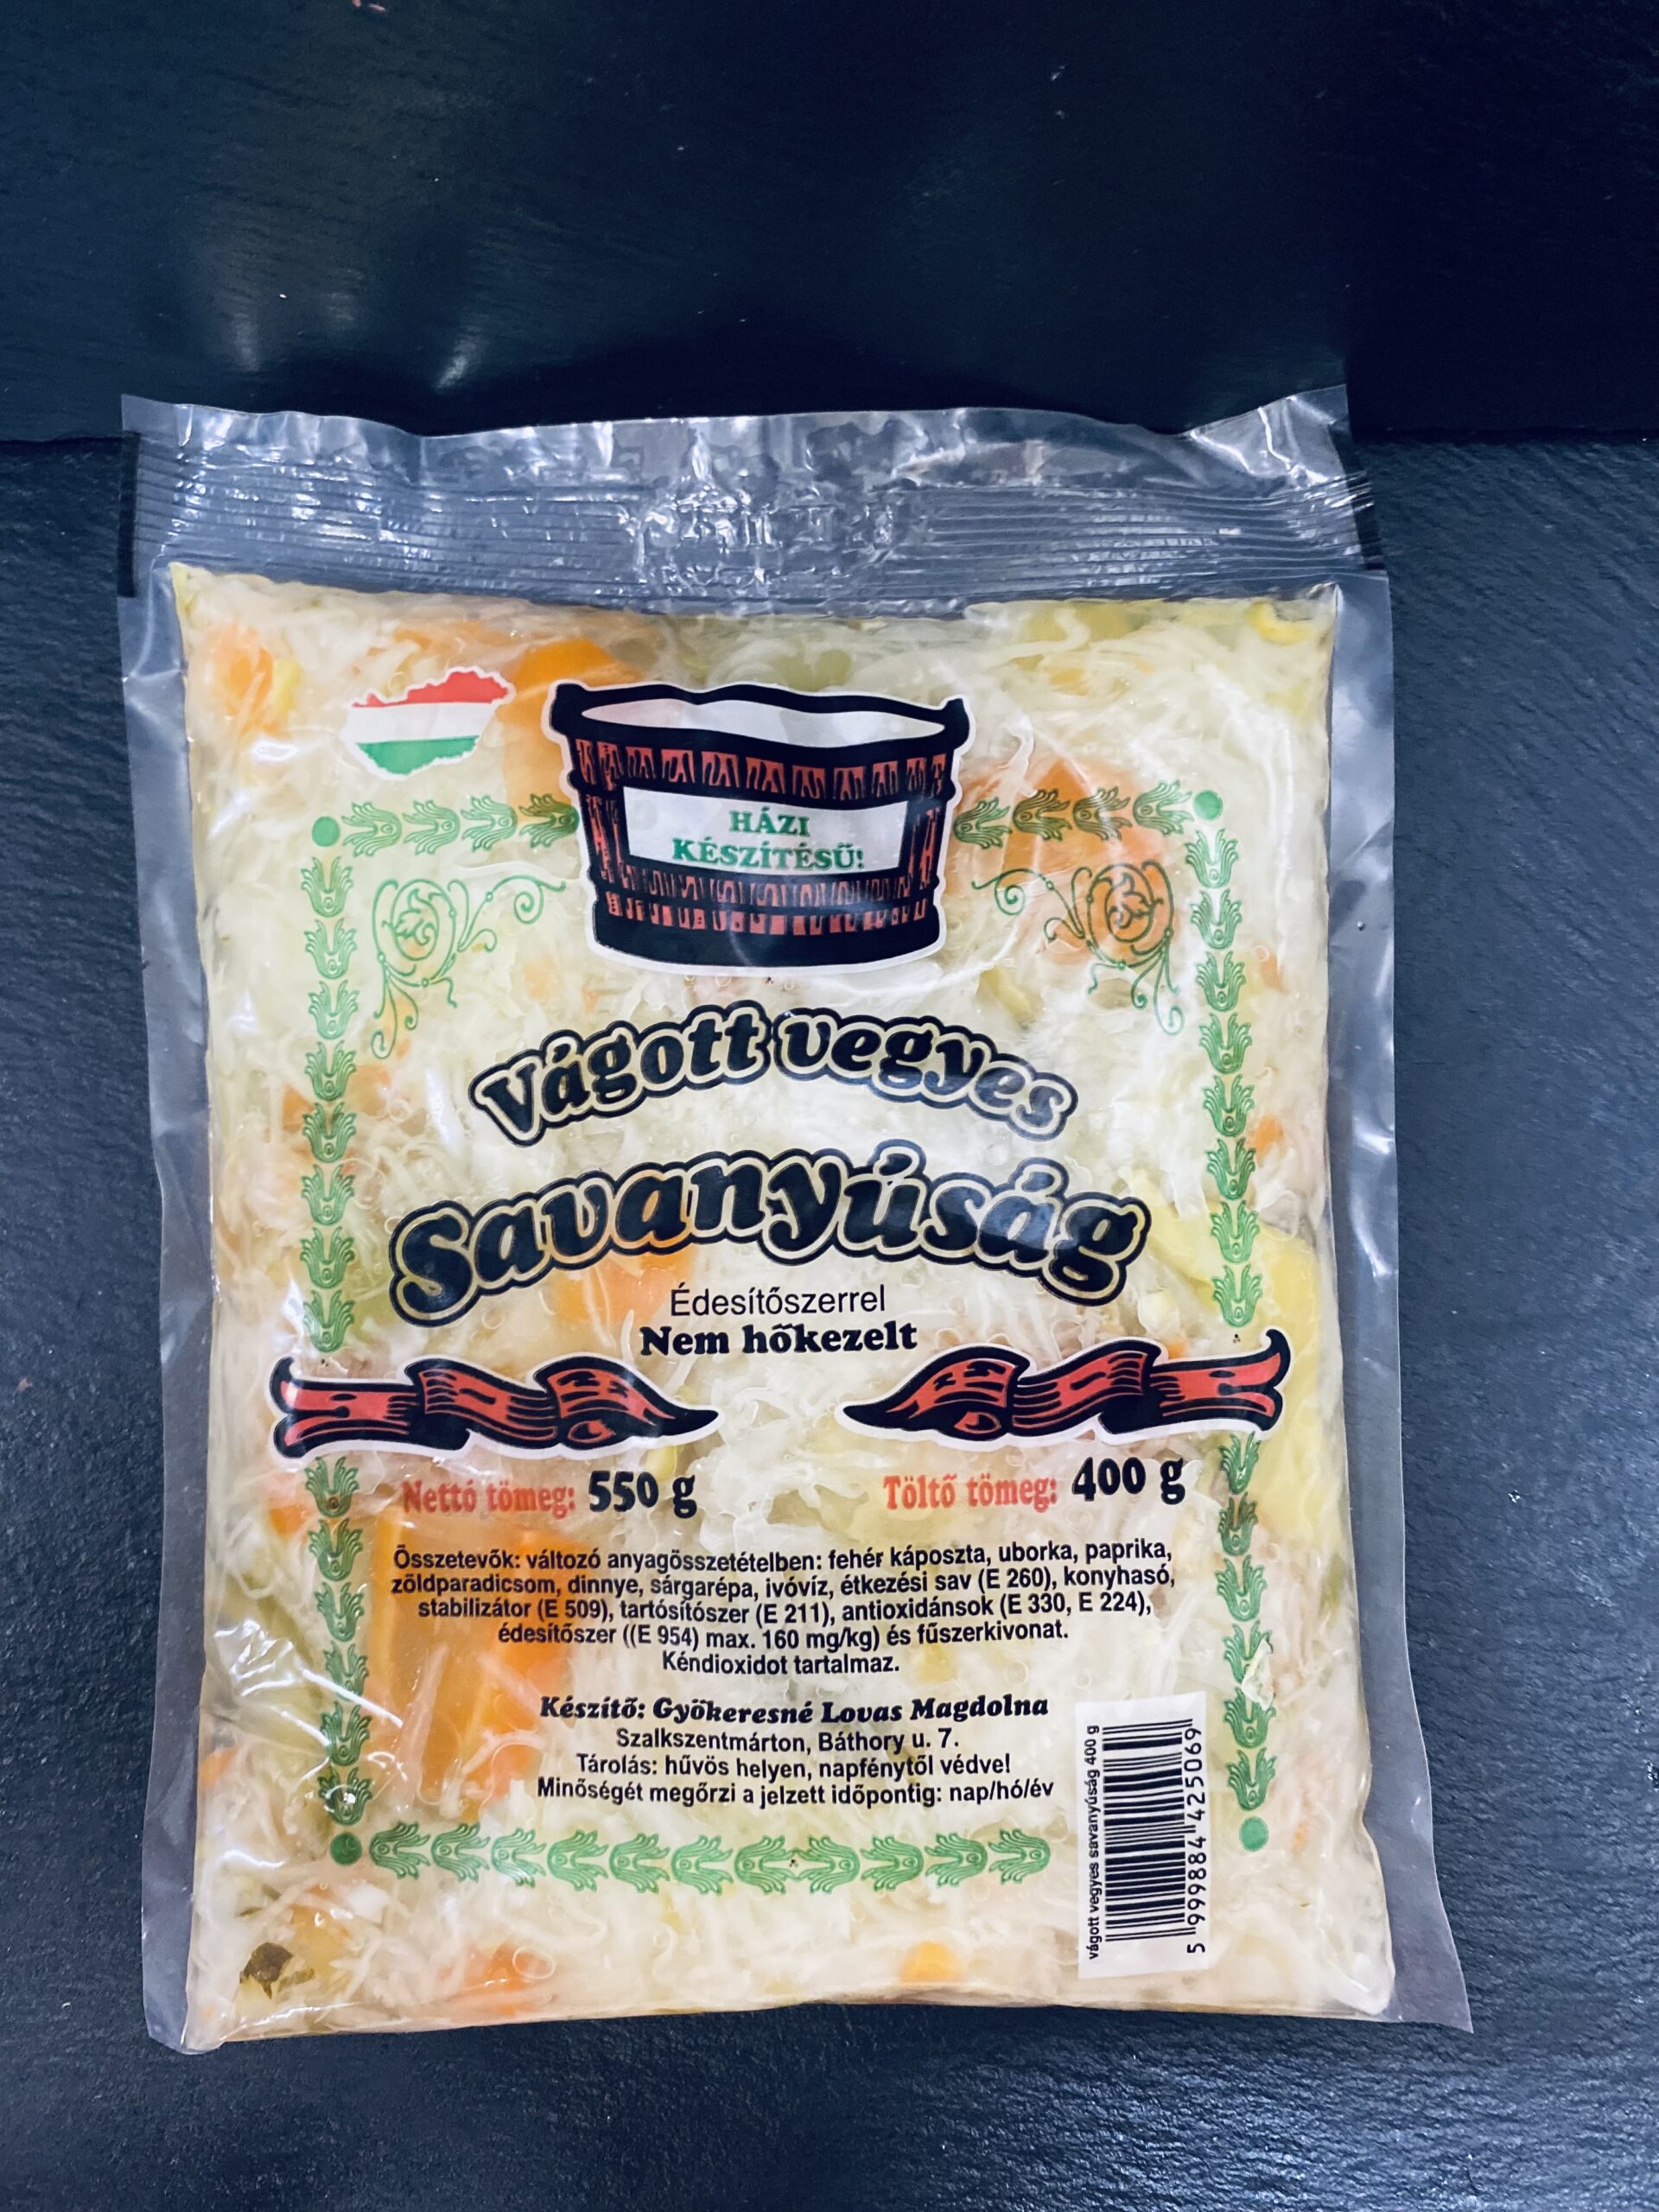 HÁZI
KÉSZÍTÉSŰ!
Vágott vegyes
Savanyúság
Édesítőszerrel
Nem hőkezelt
Nettó tömeg: 550 g
Töltő tömeg: 400 g
Összetevők: változó anyagösszetételben: fehér káposzta, uborka, paprika,
zöldparadicsom, dinnye, sárgarépa, ivóvíz, étkezési sav (E 260), konyhasó,
stabilizátor (E 509), tartósítószer (E 211), antioxidánsok (E 330, E 224),
édesítőszer ((E 954) max. 160 mg/kg) és fűszerkivonat.
Kéndioxidot tartalmaz.
Készítő: Gyökeresné Lovas Magdolna
Szalkszentmárton, Báthory u. 7.
Tárolás: hűvös helyen, napfénytől védve!
Minőségét megőrzi a jelzett időpontig: nap/hó/év
vágott vegyes savanyúság 400 g
5 999884 425069